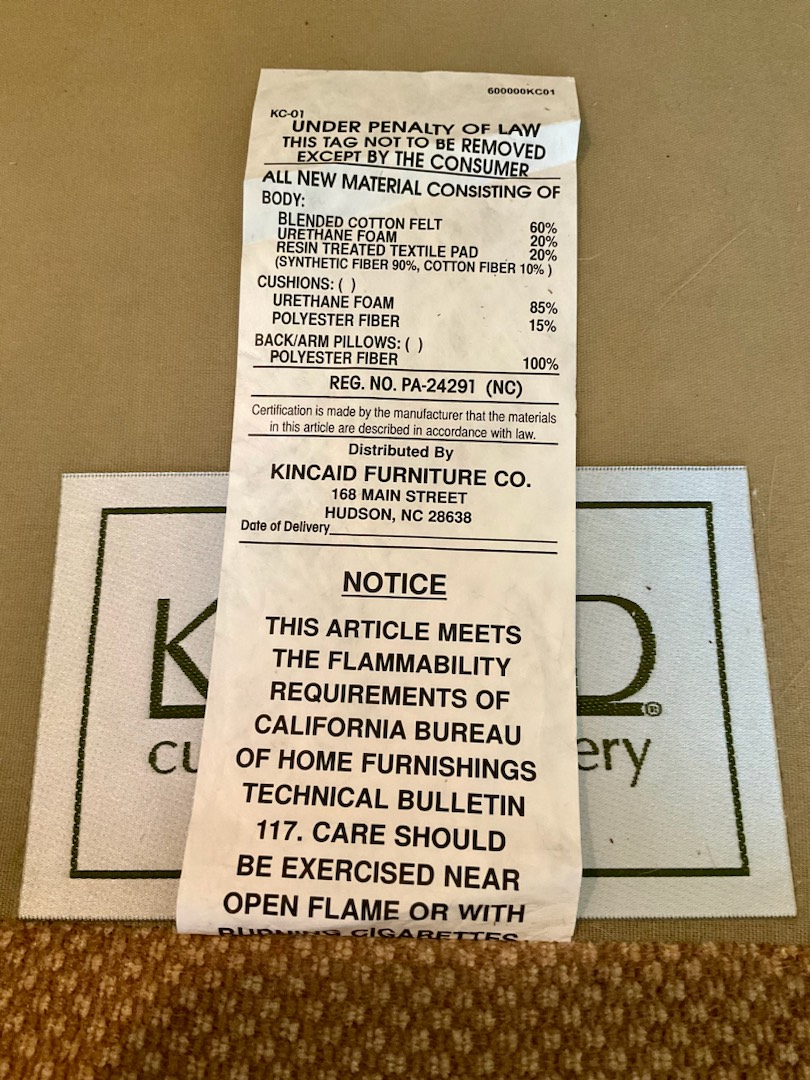 600000KC01
KC-01
UNDER PENALTY OF LAW
THIS TAG NOT TO BE REMOVED
EXCEPT BY THE CONSUMER
ALL NEW MATERIAL CONSISTING OF
BODY:
BLENDED COTTON FELT 60%
URETHANE FOAM 20%
RESIN TREATED TEXTILE PAD 20%
(SYNTHETIC FIBER 90%, COTTON FIBER 10% )
CUSHIONS: ( )
URETHANE FOAM 85%
POLYESTER FIBER 15%
BACK/ARM PILLOWS: ( )
POLYESTER FIBER 100%
REG. NO. PA-24291 (NC)
Certification is made by the manufacturer that the materials
in this article are described in accordance with law.
Distributed By
KINCAID FURNITURE CO.
168 MAIN STREET
HUDSON, NC 28638
Date of Delivery
NOTICE
THIS ARTICLE MEETS
THE FLAMMABILITY
REQUIREMENTS OF
CALIFORNIA BUREAU
OF HOME FURNISHINGS
TECHNICAL BULLETIN
117. CARE SHOULD
BE EXERCISED NEAR
OPEN FLAME OR WITH
BURNING CIGARETTES.
K D®
cu ery